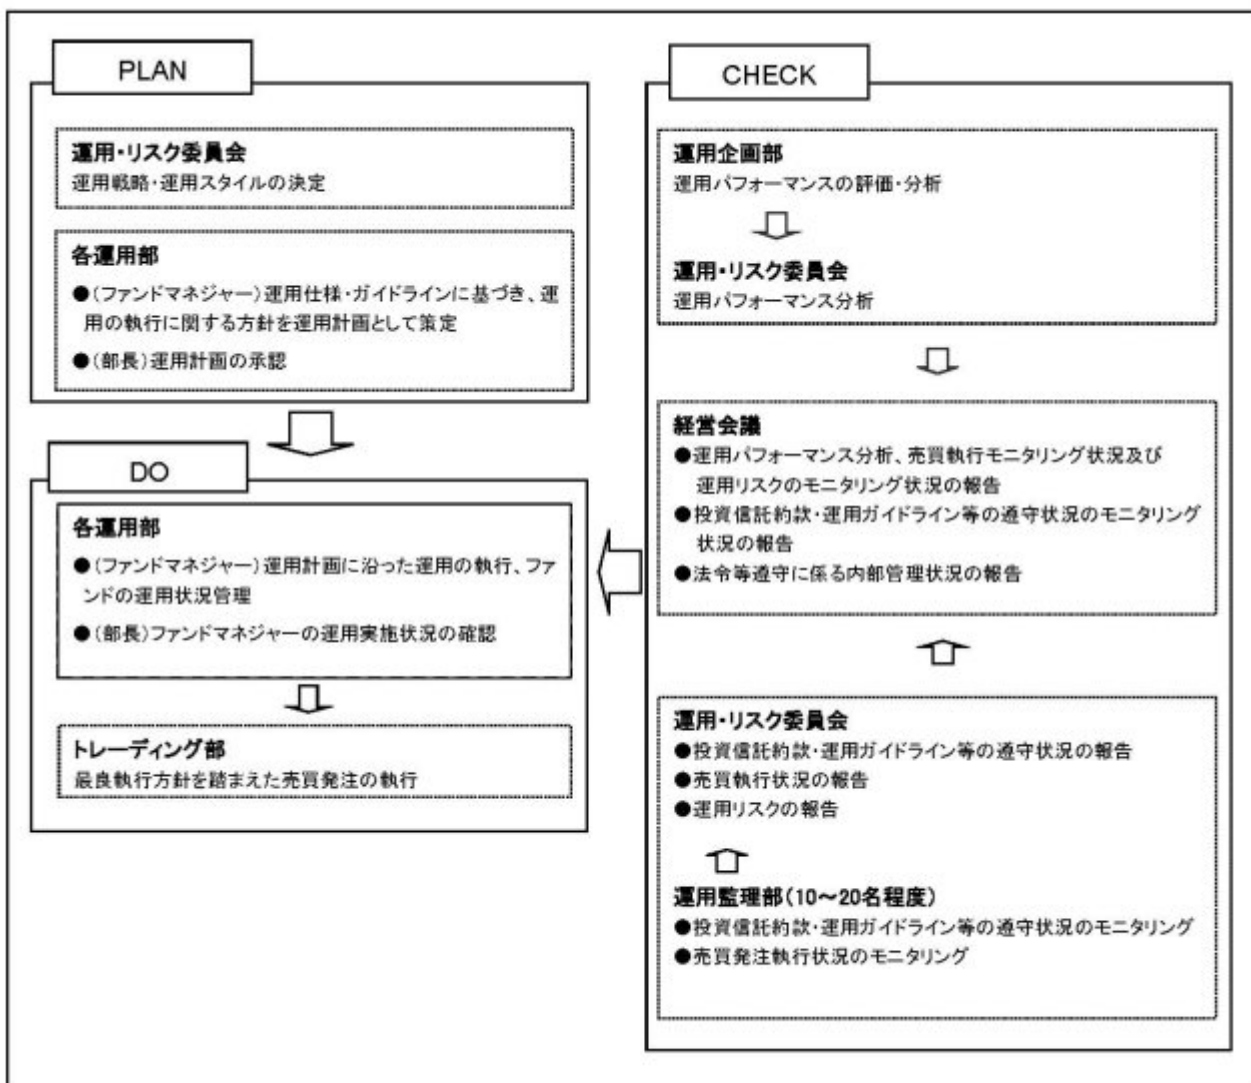 PLAN
運用・リスク委員会
運用戦略・運用スタイルの決定
各運用部
●(ファンドマネジャー)運用仕様・ガイドラインに基づき、運
用の執行に関する方針を運用計画として策定
●(部長)運用計画の承認
DO
各運用部
●(ファンドマネジャー)運用計画に沿った運用の執行、ファ
ンドの運用状況管理
●(部長)ファンドマネジャーの運用実施状況の確認
トレーディング部
最良執行方針を踏まえた売買発注の執行
CHECK
運用企画部
運用パフォーマンスの評価・分析
運用・リスク委員会
運用パフォーマンス分析
経営会議
●運用パフォーマンス分析、売買執行モニタリング状況及び
運用リスクのモニタリング状況の報告
●投資信託約款・運用ガイドライン等の遵守状況のモニタリング
状況の報告
●法令等遵守に係る内部管理状況の報告
運用・リスク委員会
●投資信託約款・運用ガイドライン等の遵守状況の報告
●売買執行状況の報告
●運用リスクの報告
運用監理部(10～20名程度)
●投資信託約款・運用ガイドライン等の遵守状況のモニタリング
●売買発注執行状況のモニタリング